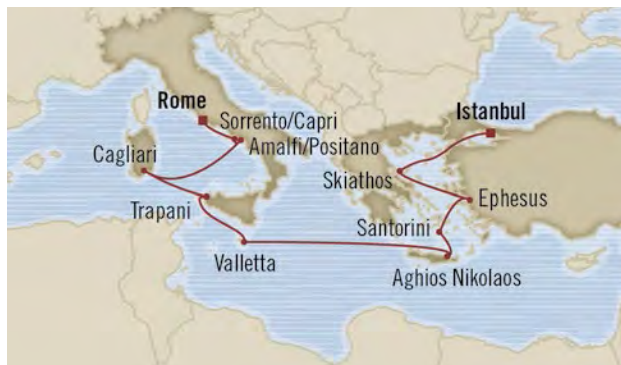 Rome
Sorrento/Capri
Istanbul
Amalfi/Positano
Cagliari
Skiathos
Ephesus
Trapani
Santorini
Valletta
Aghios Nikolaos